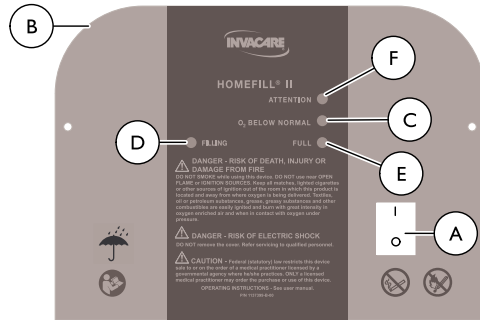 B
INVACARE
F
HOMEFILL® II
ATTENTION
C
O₂ BELOW NORMAL
D
FILLING
FULL
E
DANGER - RISK OF DEATH, INJURY OR
DAMAGE FROM FIRE
DO NOT SMOKE while using this device. DO NOT use near OPEN
FLAME or IGNITION SOURCES. Keep all matches, lighted cigarettes
or other sources of ignition out of the room in which this product is
located and away from where oxygen is being delivered. Textiles,
oil or petroleum substances, grease, greasy substances and other
combustibles are easily ignited and burn with great intensity in
oxygen enriched air and when in contact with oxygen under
pressure.
I
A
O
DANGER - RISK OF ELECTRIC SHOCK
DO NOT remove the cover. Refer servicing to qualified personnel.
CAUTION - Federal (statutory) law restricts this device
sale to or on the order of a medical practitioner licensed by a
governmental agency where he/she practices. ONLY a licensed
medical practitioner may order the purchase or use of this device.
OPERATING INSTRUCTIONS - See user manual.